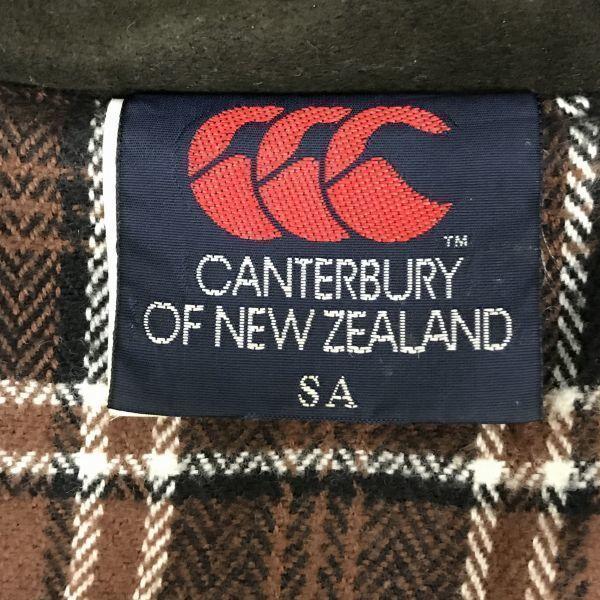 TM
CANTERBURY
OF NEW ZEALAND
SA